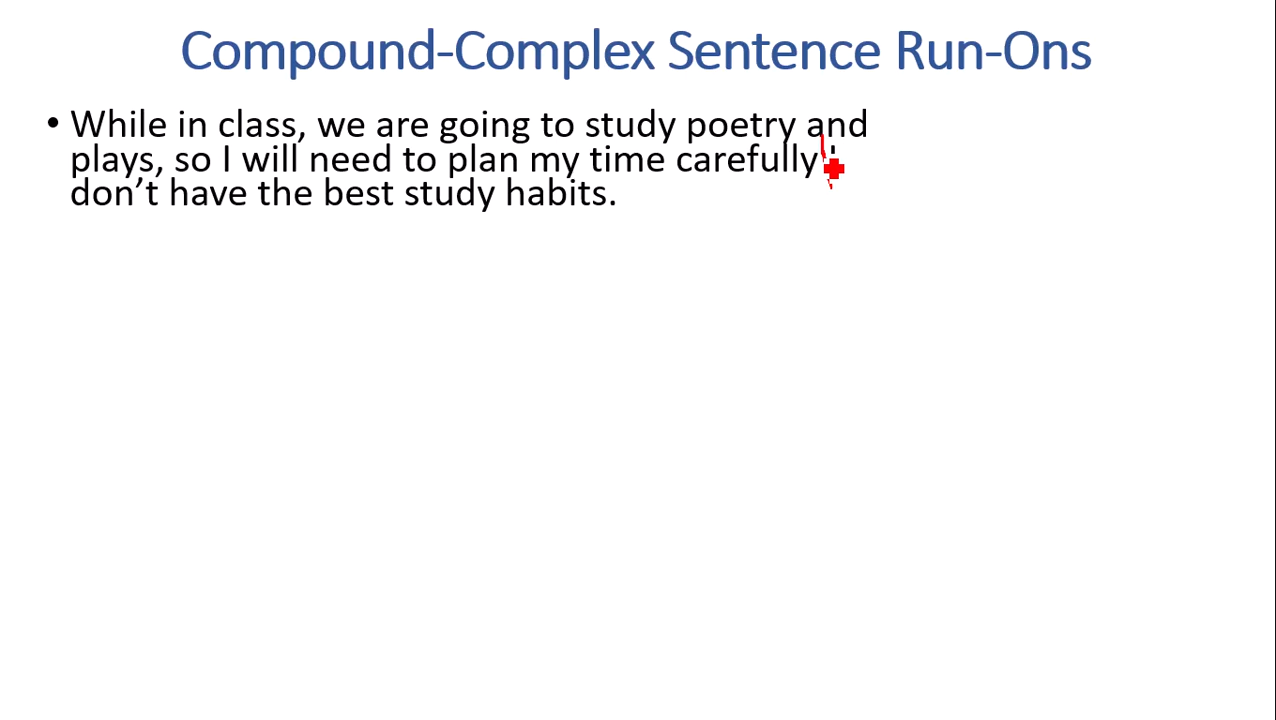 Compound-Complex Sentence Run-Ons
• While in class, we are going to study poetry and
plays, so I will need to plan my time carefully
don’t have the best study habits.